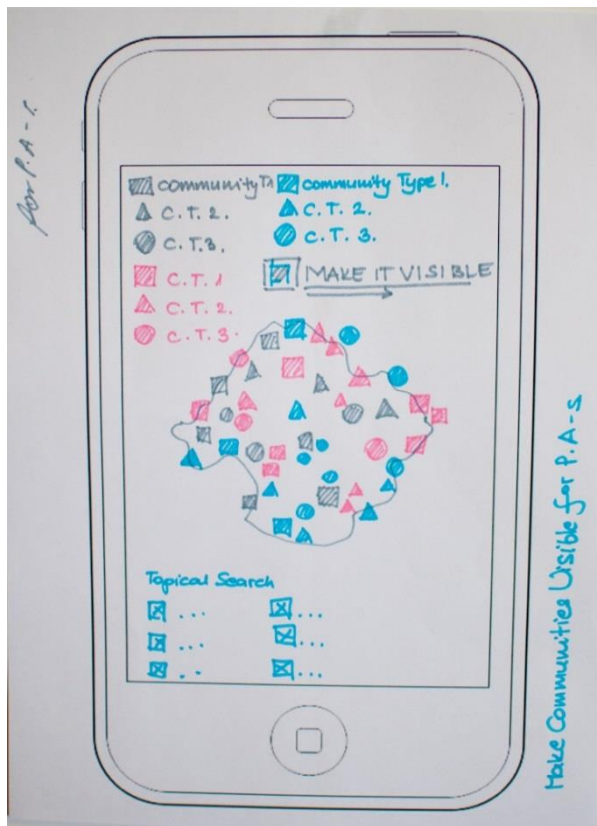 for P.A-s.
community T1
C.T.2.
C.T.3.
community Type 1.
C.T. 2.
C.T. 3.
C.T.1
C.T.2.
C.T.3.
MAKE IT VISIBLE
Topical Search
... ...
... ...
.. ...
Make Communities Visible for P.A-s